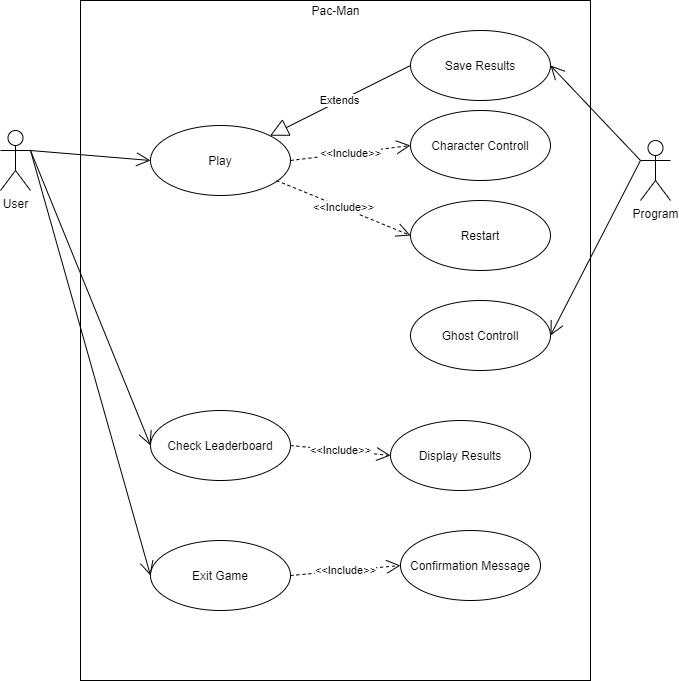 Pac-Man
Save Results
Extends
Character Controll
<<Include>>
Play
User
Program
<<Include>>
Restart
Ghost Controll
Check Leaderboard
<<Include>>
Display Results
Exit Game
<<Include>>
Confirmation Message